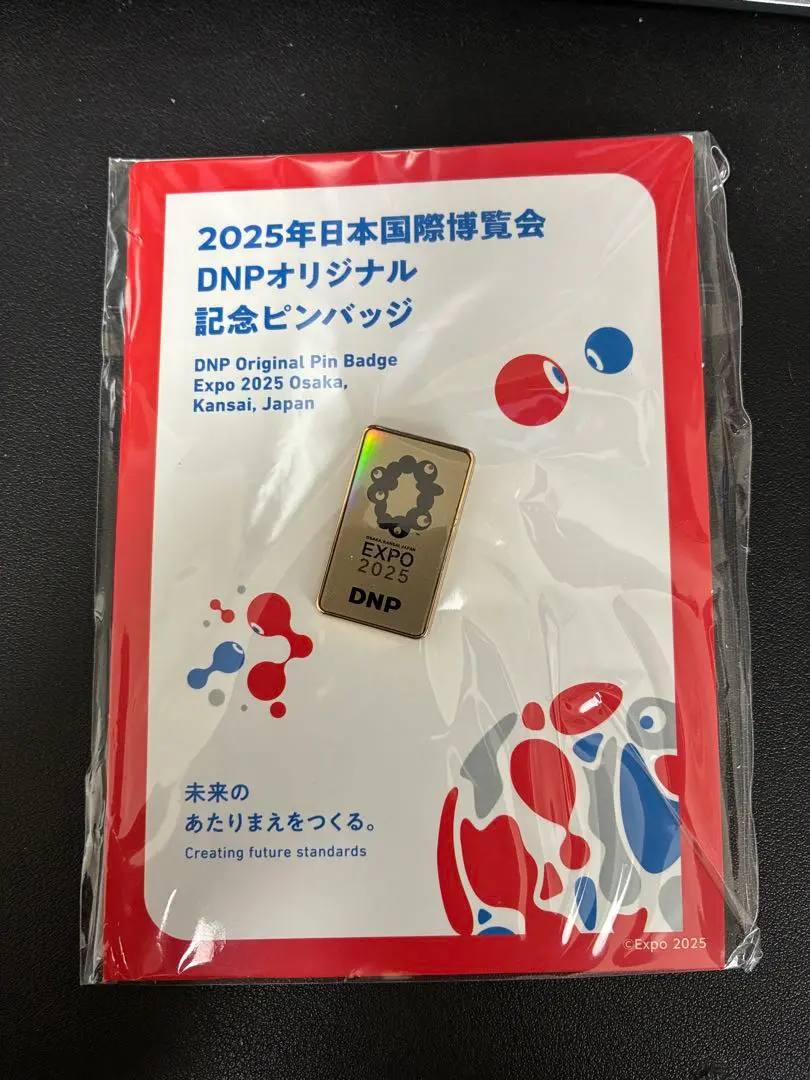 2025年日本国際博覧会
DNPオリジナル
記念ピンバッジ
DNP Original Pin Badge
Expo 2025 Osaka,
Kansai, Japan
OSAKA, KANSAI, JAPAN
EXPO
2025
DNP
未来の
あたりまえをつくる。
Creating future standards
©Expo 2025